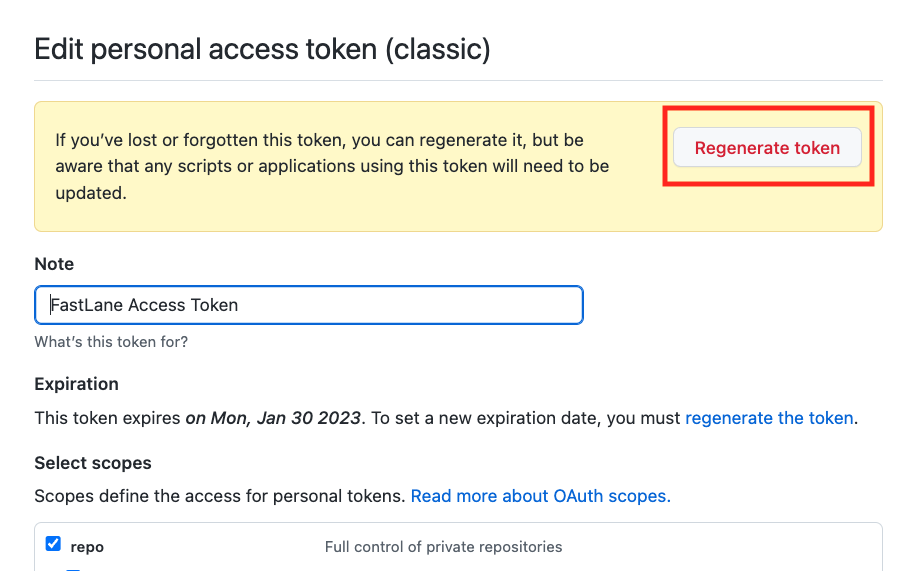 Edit personal access token (classic)
If you’ve lost or forgotten this token, you can regenerate it, but be
aware that any scripts or applications using this token will need to be
updated.
Regenerate token
Note
FastLane Access Token
What’s this token for?
Expiration
This token expires on Mon, Jan 30 2023. To set a new expiration date, you must regenerate the token.
Select scopes
Scopes define the access for personal tokens. Read more about OAuth scopes.
repo Full control of private repositories